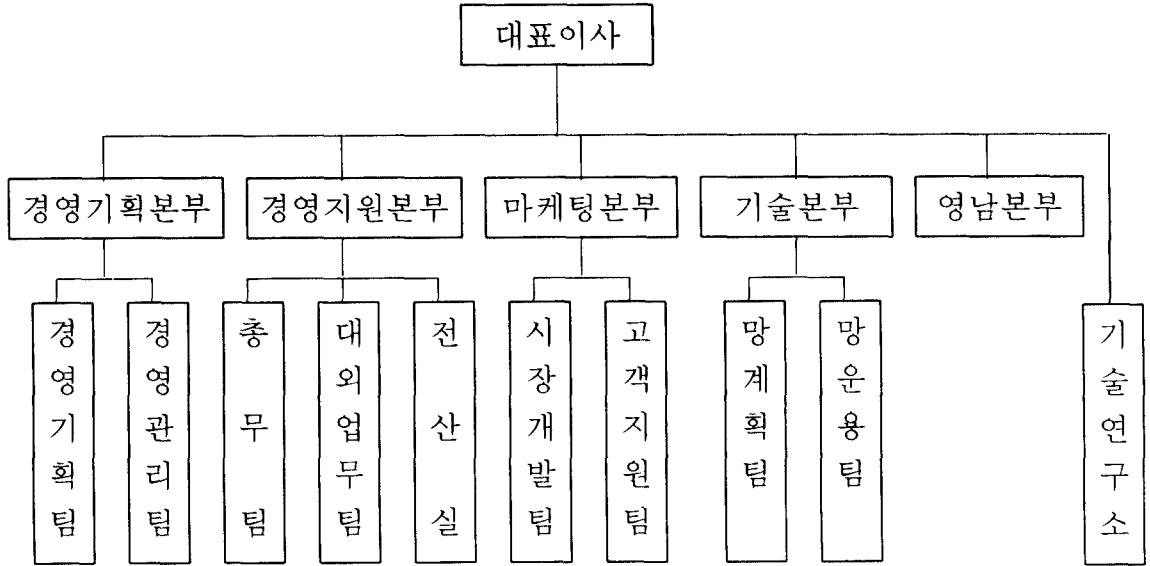 대표이사
경영기획본부
경영지원본부
마케팅본부
기술본부
영남본부
경영기획팀
경영관리팀
총무팀
대외업무팀
전산실
시장개발팀
고객지원팀
망계획팀
망운용팀
기술연구소